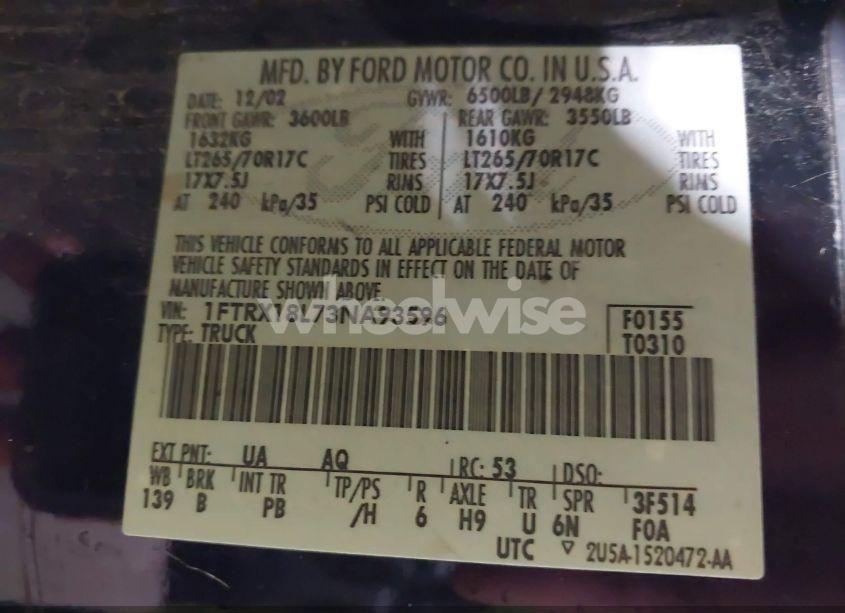 MFD. BY FORD MOTOR CO. IN U.S.A.
DATE: 12/02 GVWR: 6500LB/ 2948KG
FRONT GAWR: 3600LB REAR GAWR: 3550LB
1632KG WITH 1610KG WITH
LT265/70R17C TIRES LT265/70R17C TIRES
17X7.5J RIMS 17X7.5J RIMS
AT 240 kPa/35 PSI COLD AT 240 kPa/35 PSI COLD
THIS VEHICLE CONFORMS TO ALL APPLICABLE FEDERAL MOTOR
VEHICLE SAFETY STANDARDS IN EFFECT ON THE DATE OF
MANUFACTURE SHOWN ABOVE.
VIN: 1FTRX18L73NA93596 F0155
TYPE: TRUCK T0310
wheelwise
EXT PNT: UA AQ RC: 53 DSO:
WB BRK INT TR TP/PS R AXLE TR SPR 3F514
139 B PB /H 6 H9 U 6N F0A
UTC ▽ 2U5A-1520472-AA